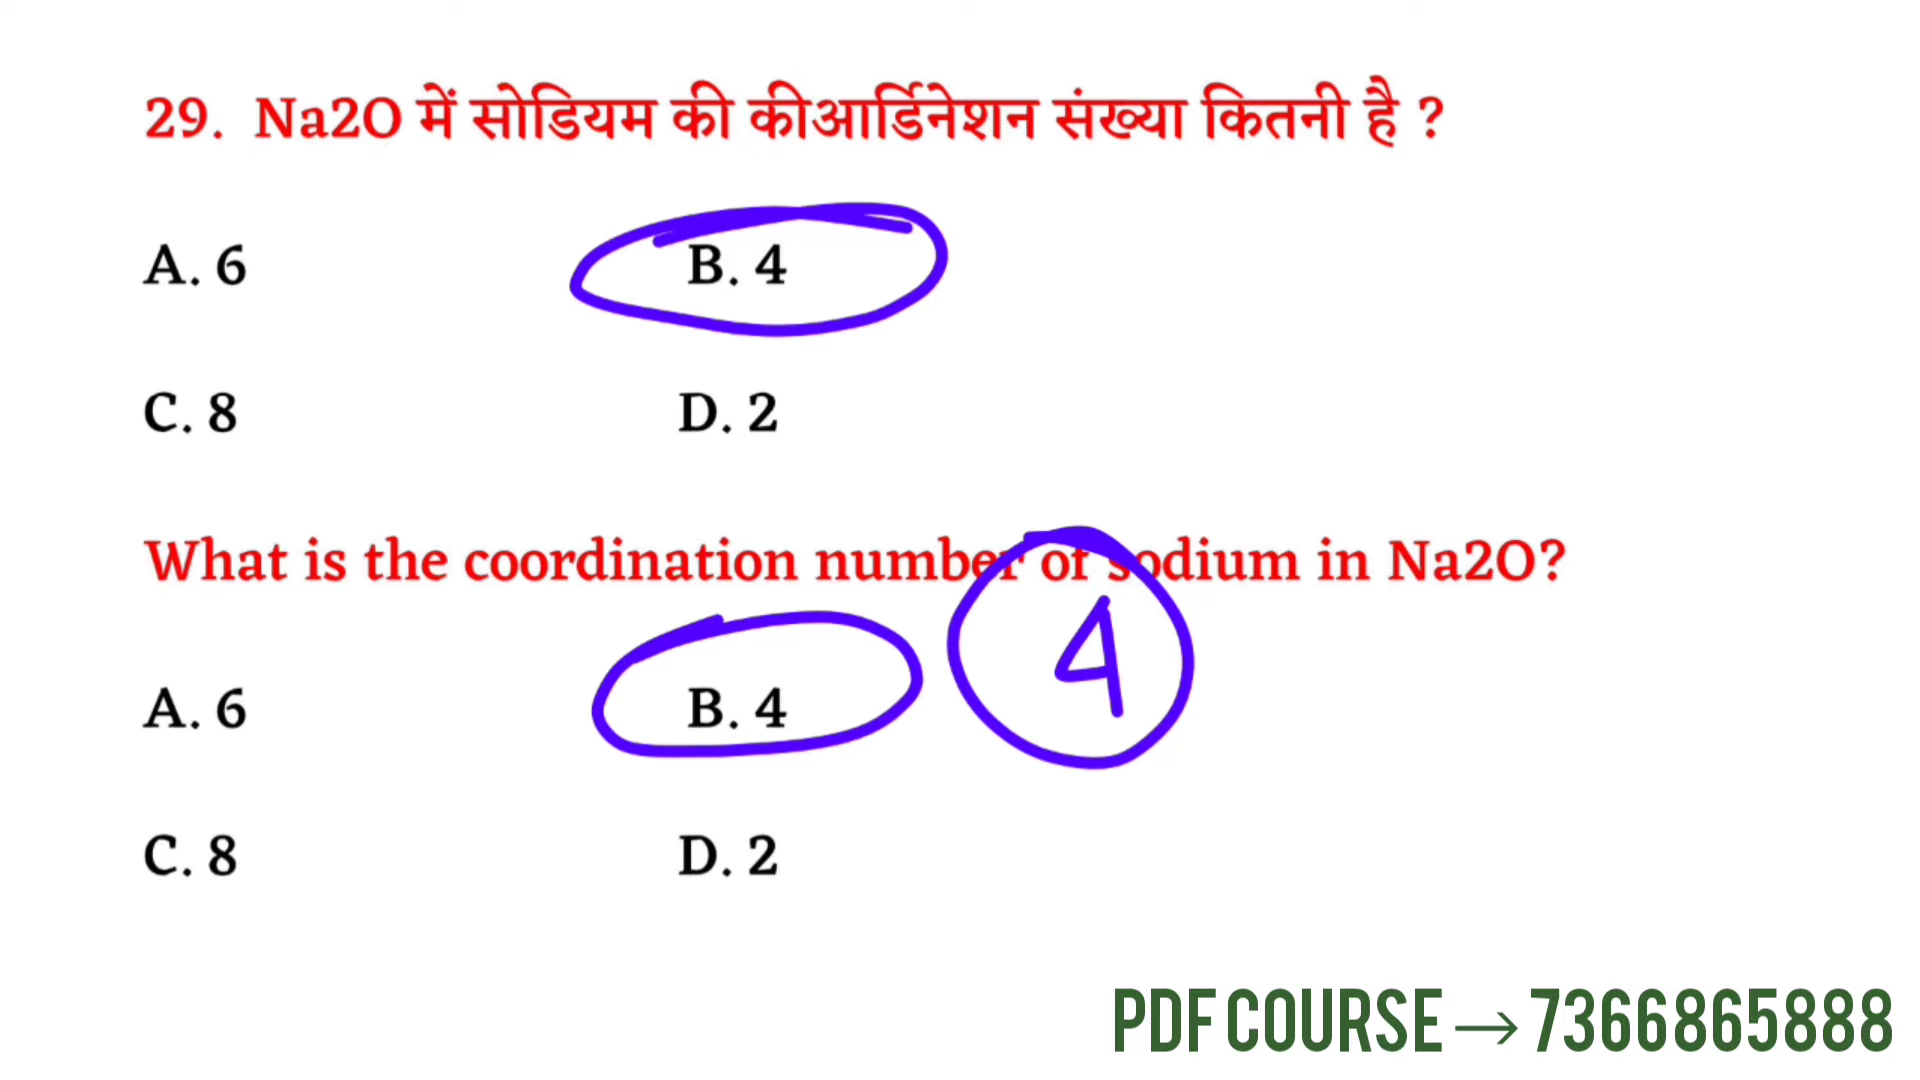 29. Na2O में सोडियम की कीआर्डिनेशन संख्या कितनी है ?
A. 6 B. 4
C. 8 D. 2
What is the coordination number of sodium in Na2O?
4
A. 6 B. 4
C. 8 D. 2
PDF COURSE → 7366865888